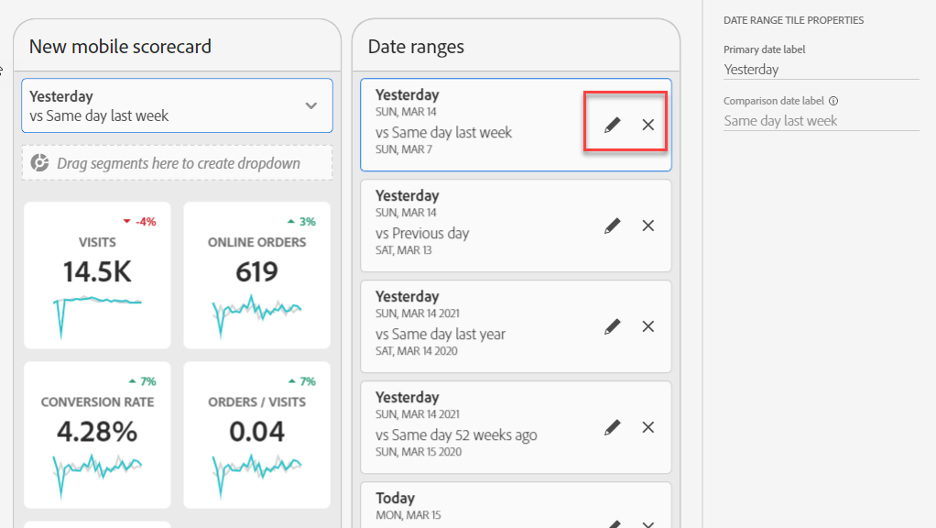 New mobile scorecard
Yesterday
vs Same day last week
Drag segments here to create dropdown
-4%
VISITS
14.5K
3%
ONLINE ORDERS
619
7%
CONVERSION RATE
4.28%
7%
ORDERS / VISITS
0.04
Date ranges
Yesterday
SUN, MAR 14
vs Same day last week
SUN, MAR 7
Yesterday
SUN, MAR 14
vs Previous day
SAT, MAR 13
Yesterday
SUN, MAR 14 2021
vs Same day last year
SAT, MAR 14 2020
Yesterday
SUN, MAR 14 2021
vs Same day 52 weeks ago
SUN, MAR 15 2020
Today
MON, MAR 15
DATE RANGE TILE PROPERTIES
Primary date label
Yesterday
Comparison date label
Same day last week